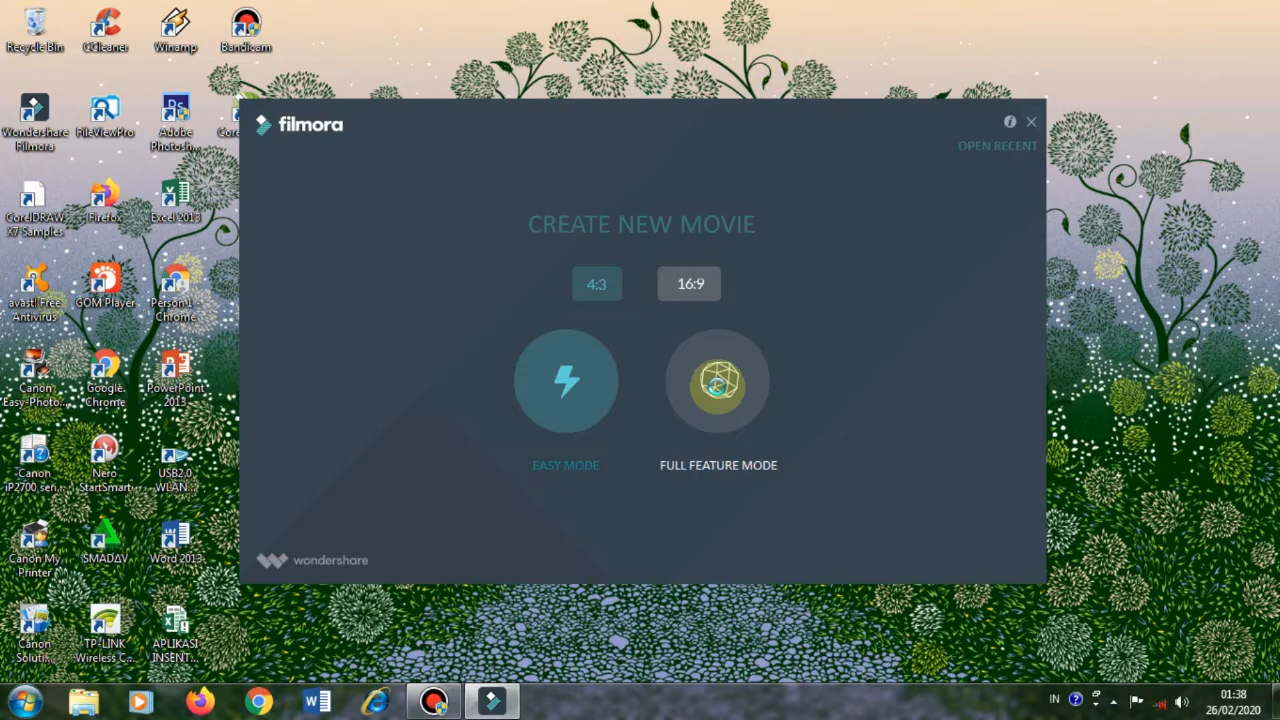 Recycle Bin
CCleaner
Winamp
Bandicam
Wondershare
Filmora
FileViewPro
Ps
Adobe
Photosh...
filmora
OPEN RECENT
CREATE NEW MOVIE
4:3
16:9
EASY MODE
FULL FEATURE MODE
wondershare
CorelDRAW
X7 Samples
Firefox
Excel 2013
avast! Free
Antivirus
GOM Player
Person 1 -
Chrome
Canon
Easy-Photo...
Google
Chrome
PowerPoint
2013
Canon
iP2700 seri...
Nero
StartSmart
USB2.0
WLAN...
Canon My
Printer
SMADΔV
Word 2013
Canon
Soluti...
TP-LINK
Wireless C...
APLIKASI
INSENT...
IN
01:38
26/02/2020